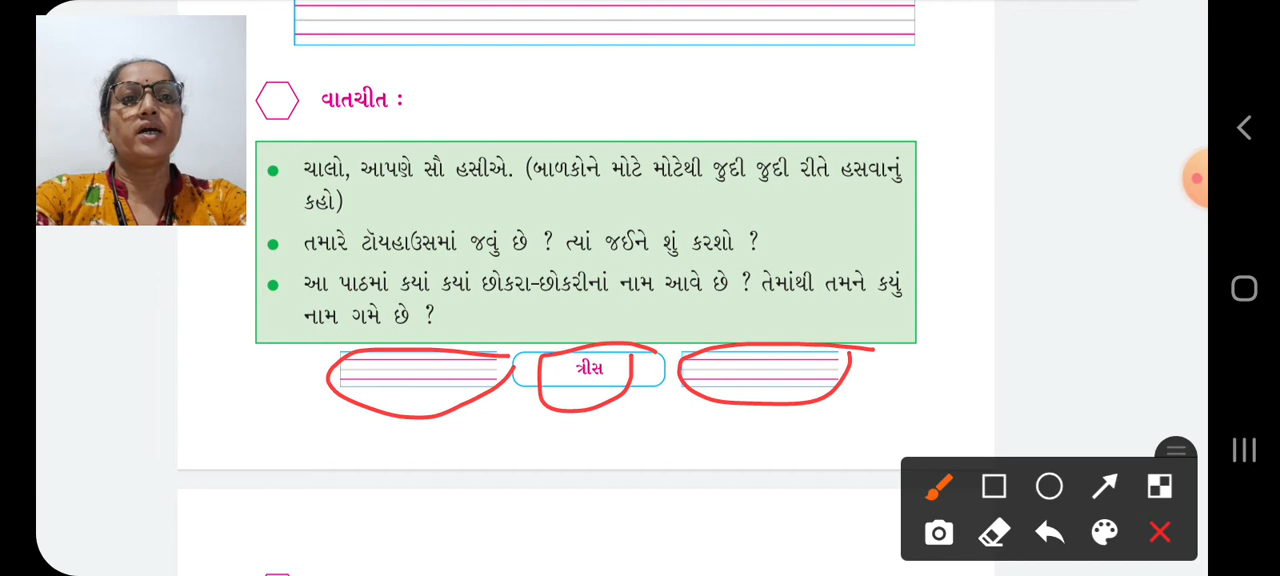 વાતચીત :
ચાલો, આપણે સૌ હસીએ. (બાળકોને મોટે મોટેથી જુદી જુદી રીતે હસવાનું
કહો)
તમારે ટૉયહાઉસમાં જવું છે ? ત્યાં જઈને શું કરશો ?
આ પાઠમાં કયાં કયાં છોકરા-છોકરીનાં નામ આવે છે ? તેમાંથી તમને કયું
નામ ગમે છે ?
ત્રીસ